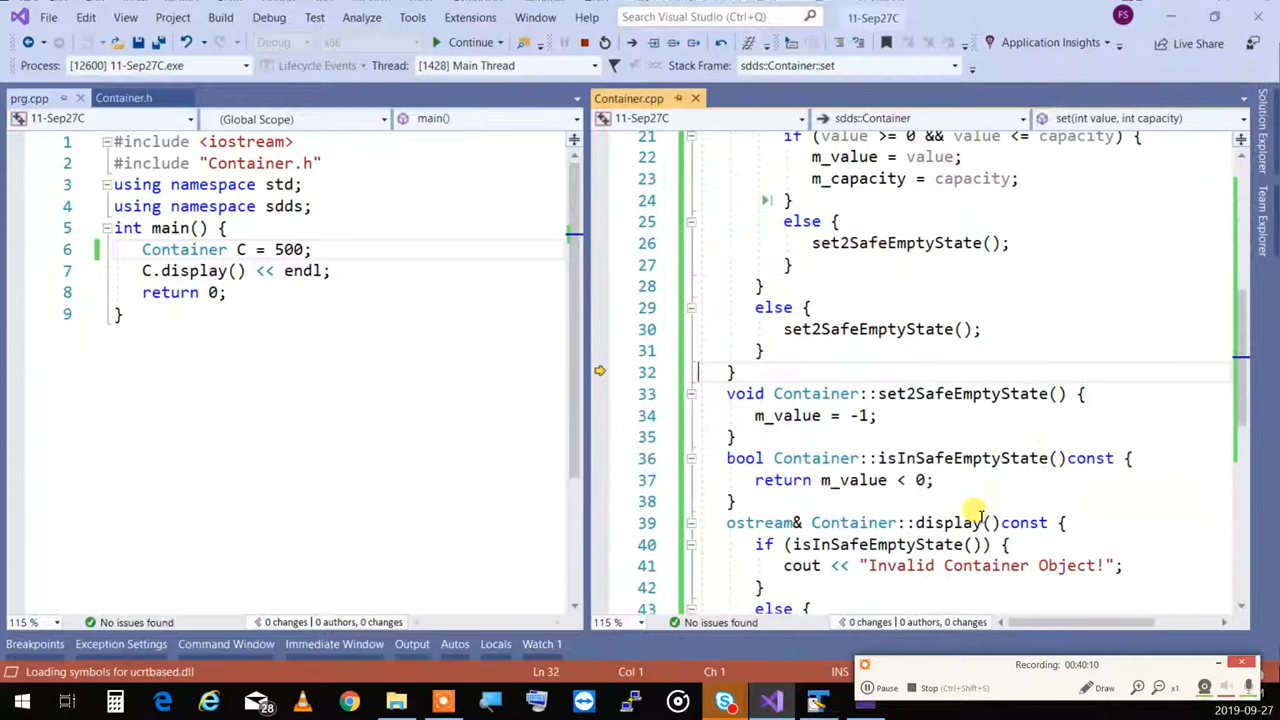 File Edit View Project Build Debug Test Analyze Tools Extensions Window Help Search Visual Studio (Ctrl+Q) 11-Sep27C FS
Debug x86 Continue Application Insights Live Share
Process: [12600] 11-Sep27C.exe Lifecycle Events Thread: [1428] Main Thread Stack Frame: sdds::Container::set
prg.cpp Container.h
11-Sep27C (Global Scope) main()
1 #include <iostream>
2 #include "Container.h"
3 using namespace std;
4 using namespace sdds;
5 int main() {
6 Container C = 500;
7 C.display() << endl;
8 return 0;
9 }
115 % No issues found 0 changes | 0 authors, 0 changes
Container.cpp
11-Sep27C sdds::Container set(int value, int capacity)
21 if (value >= 0 && value <= capacity) {
22 m_value = value;
23 m_capacity = capacity;
24 }
25 else {
26 set2SafeEmptyState();
27 }
28 }
29 else {
30 set2SafeEmptyState();
31 }
32 }
33 void Container::set2SafeEmptyState() {
34 m_value = -1;
35 }
36 bool Container::isInSafeEmptyState()const {
37 return m_value < 0;
38 }
39 ostream& Container::display()const {
40 if (isInSafeEmptyState()) {
41 cout << "Invalid Container Object!";
42 }
43 else {
115 % No issues found 0 changes | 0 authors, 0 changes
Solution Explorer
Team Explorer
Breakpoints Exception Settings Command Window Immediate Window Output Autos Locals Watch 1
Loading symbols for ucrtbased.dll Ln 32 Col 1 Ch 1 INS
Recording: 00:40:10
Pause Stop (Ctrl+Shift+S) Draw x1
28
2019-09-27